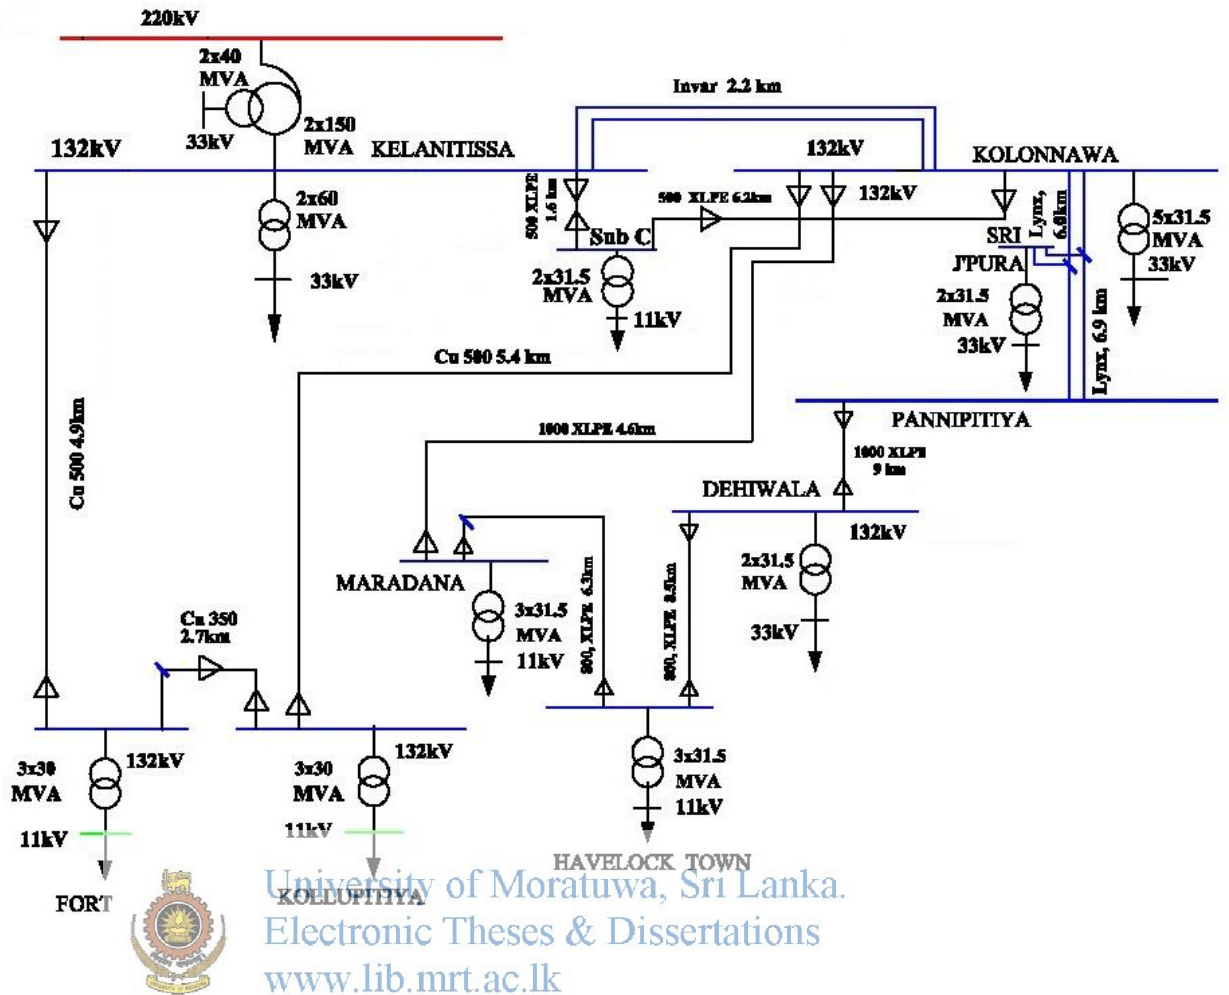 220kV
2x40
MVA
33kV
2x150
MVA
132kV
KELANITISSA
Invar 2.2 km
132kV
KOLONNAWA
132kV
2x60
MVA
33kV
500 XLPE
1.6 km
500 XLPE 6.2km
Sub C
2x31.5
MVA
11kV
Lynx,
6.0km
SRI
J'PURA
2x31.5
MVA
33kV
5x31.5
MVA
33kV
Lynx, 6.9 km
Cu 500 5.4 km
PANNIPITIYA
Cu 500 4.9km
1000 XLPE 4.6km
1000 XLPE
9 km
DEHIWALA
132kV
2x31.5
MVA
33kV
MARADANA
3x31.5
MVA
11kV
800, XLPE 6.3km
800, XLPE 8.5km
Cu 350
2.7km
132kV
3x30
MVA
11kV
FORT
132kV
3x30
MVA
11kV
KOLLUPITIYA
3x31.5
MVA
11kV
HAVELOCK TOWN
University of Moratuwa, Sri Lanka.
Electronic Theses & Dissertations
www.lib.mrt.ac.lk